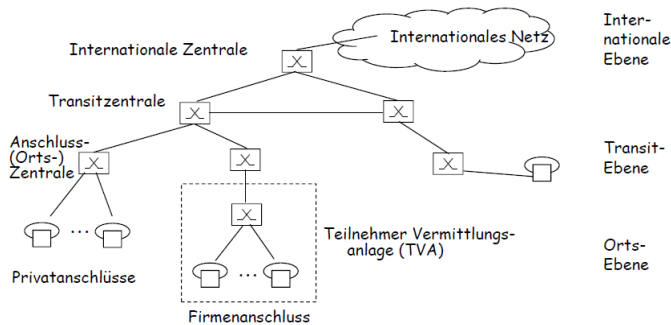 Internationale Zentrale
Internationales Netz
Inter-
nationale
Ebene
Transitzentrale
Anschluss-
(Orts-)
Zentrale
Transit-
Ebene
...
Privatanschlüsse
...
Firmenanschluss
Teilnehmer Vermittlungs-
anlage (TVA)
Orts-
Ebene